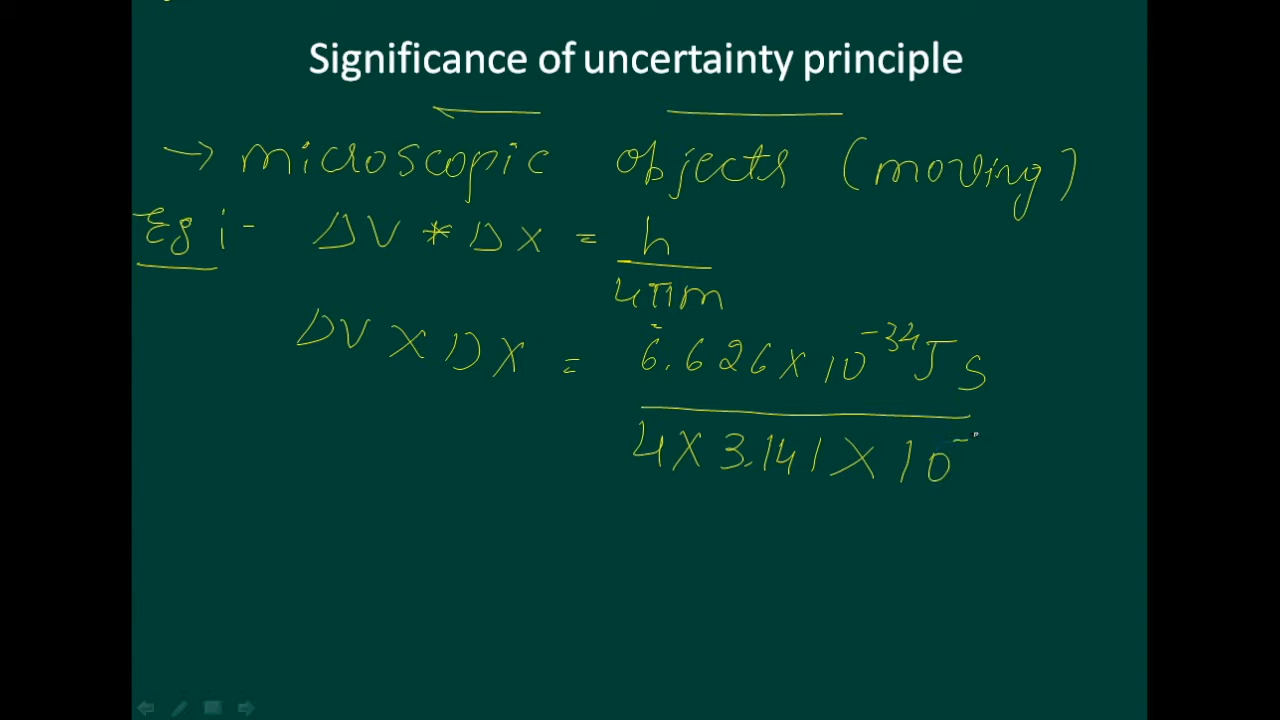 Significance of uncertainty principle
→ microscopic objects (moving)
Eg :- ΔV * ΔX = h / 4πm
ΔV × ΔX = 6.626 × 10⁻³⁴ J S / 4 × 3.141 × 10⁻